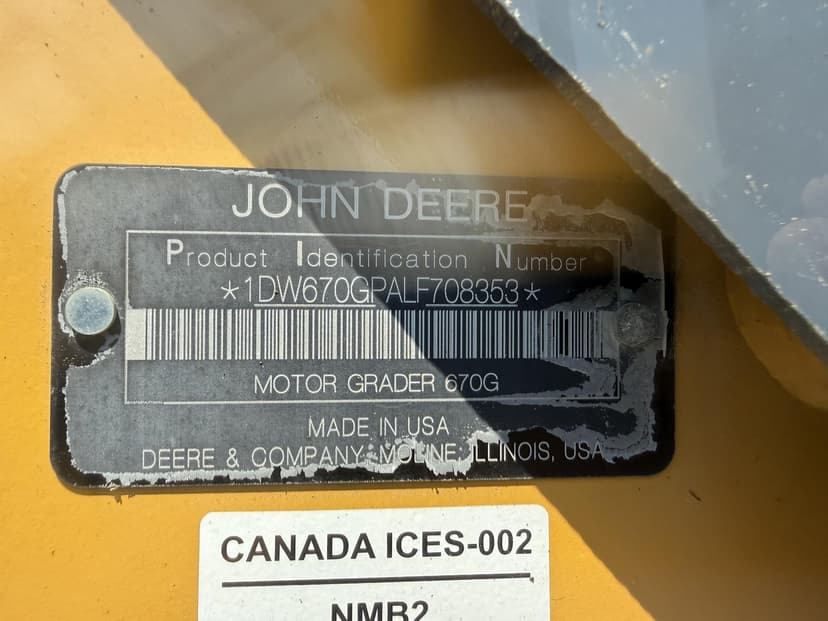 JOHN DEERE
Product Identification Number
*1DW670GPALF708353*
MOTOR GRADER 670G
MADE IN USA
DEERE & COMPANY, MOLINE, ILLINOIS, USA
CANADA ICES-002
NMB2